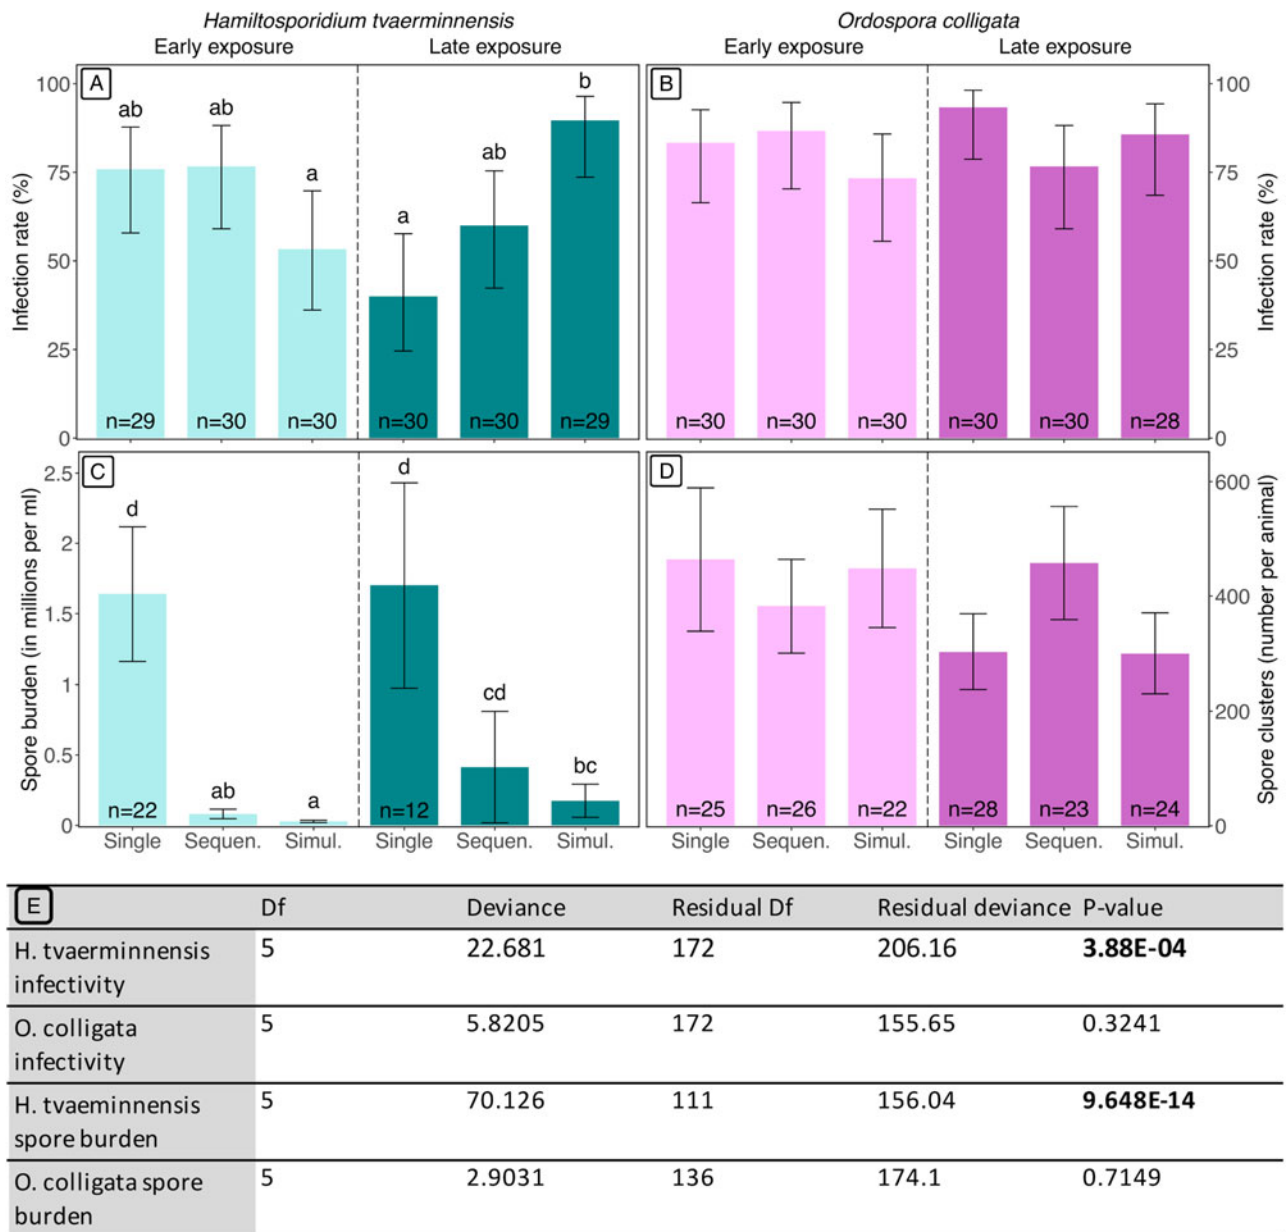 Hamiltosporidium tvaerminnensis Ordospora colligata
Early exposure Late exposure Early exposure Late exposure
A
B
Infection rate (%)
100
75
50
25
0
ab
ab
a
a
ab
b
n=29 n=30 n=30 n=30 n=30 n=29
n=30 n=30 n=30 n=30 n=30 n=28
100
75
50
25
0
Infection rate (%)
C
D
Spore burden (in millions per ml)
2.5
2
1.5
1
0.5
0
d
ab
a
d
cd
bc
n=22 n=12
n=25 n=26 n=22 n=28 n=23 n=24
600
400
200
0
Spore clusters (number per animal)
Single Sequen. Simul. Single Sequen. Simul. Single Sequen. Simul. Single Sequen. Simul.
E Df Deviance Residual Df Residual deviance P-value
H. tvaerminnensis 5 22.681 172 206.16 3.88E-04
infectivity
O. colligata 5 5.8205 172 155.65 0.3241
infectivity
H. tvaeminnensis 5 70.126 111 156.04 9.648E-14
spore burden
O. colligata spore 5 2.9031 136 174.1 0.7149
burden